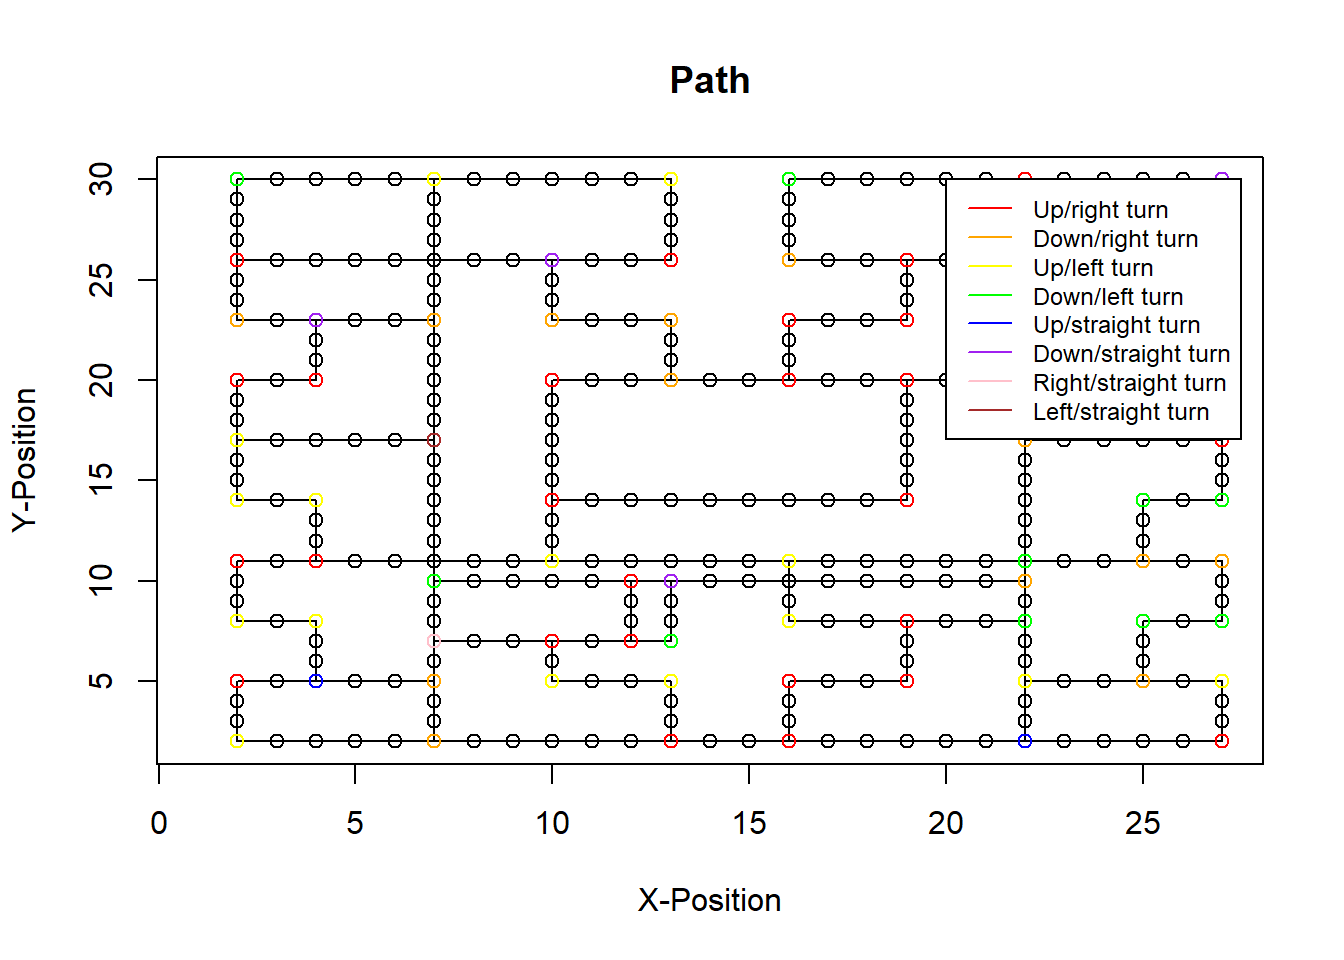 Path
30
25
20
15
10
5
Y-Position
Up/right turn
Down/right turn
Up/left turn
Down/left turn
Up/straight turn
Down/straight turn
Right/straight turn
Left/straight turn
0 5 10 15 20 25
X-Position